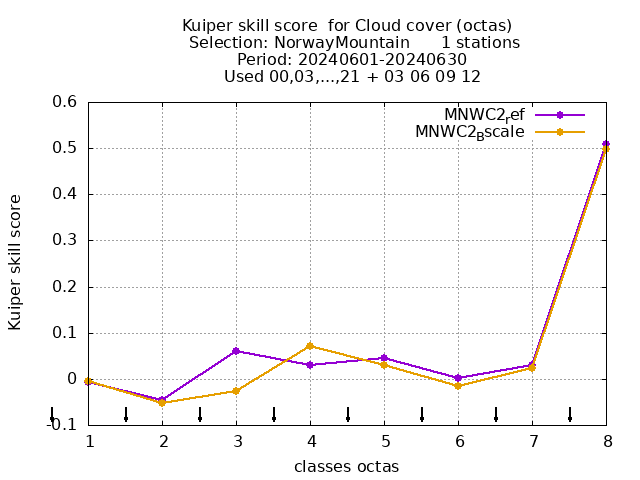 Kuiper skill score  for Cloud cover (octas)
Selection: NorwayMountain      1 stations
Period: 20240601-20240630
Used 00,03,...,21 + 03 06 09 12
MNWC2ref
MNWC2Bscale
0.6
0.5
0.4
0.3
0.2
0.1
0
-0.1
Kuiper skill score
1 2 3 4 5 6 7 8
classes octas